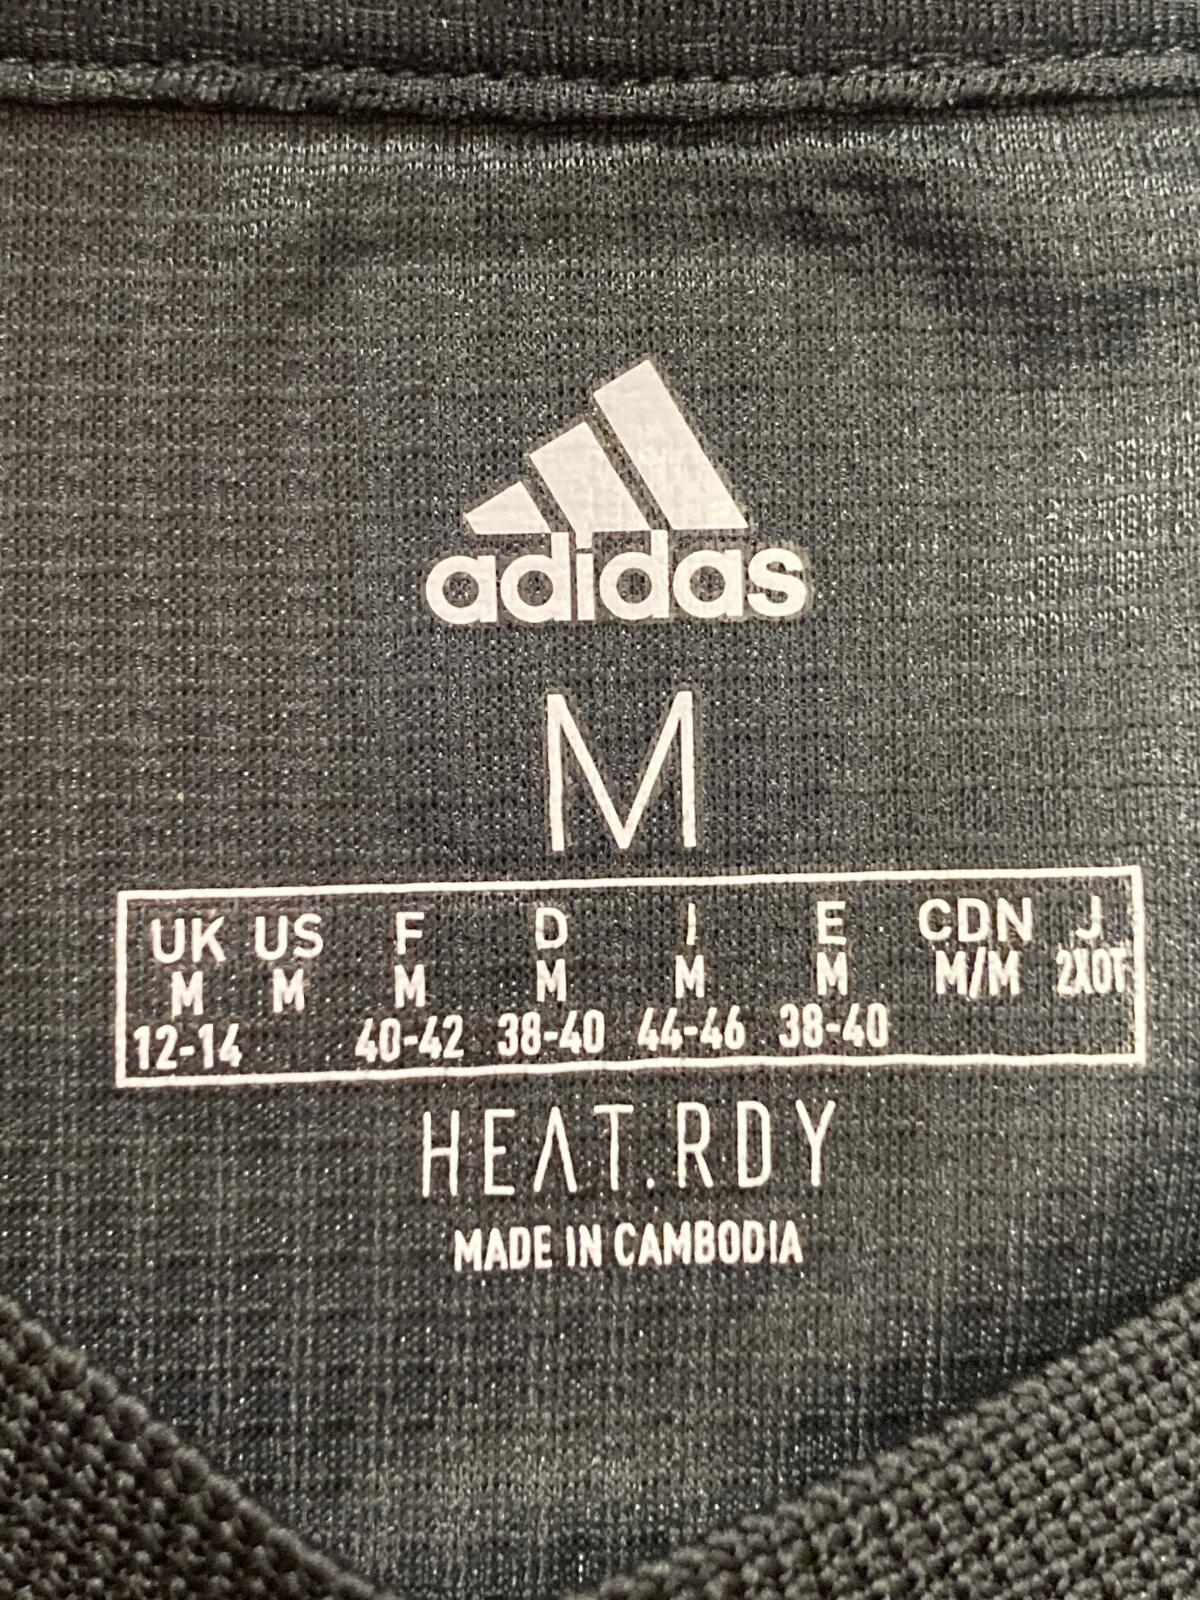 adidas
M
UK US F D I E CDN J
M M M M M M M/M 2XOT
12-14 40-42 38-40 44-46 38-40
HEAT.RDY
MADE IN CAMBODIA